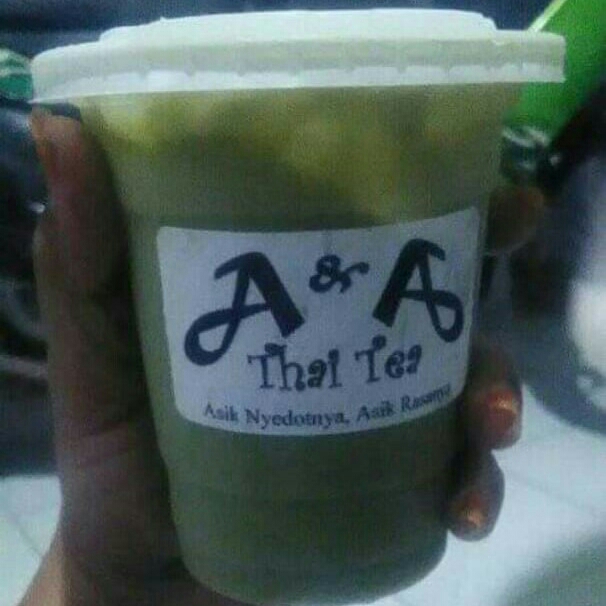 A & A
Thai Tea
Asik Nyedotnya, Asik Rasanya